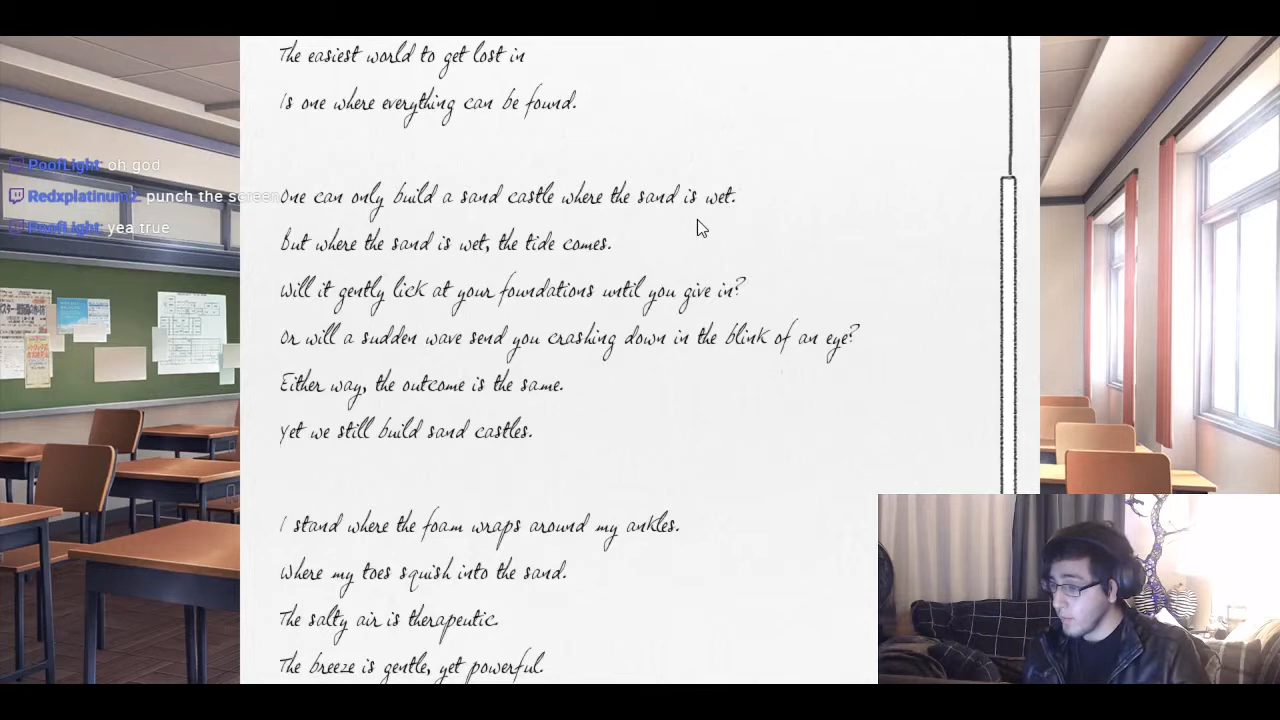 The easiest world to get lost in
Is one where everything can be found.
One can only build a sand castle where the sand is wet.
But where the sand is wet, the tide comes.
Will it gently lick at your foundations until you give in?
Or will a sudden wave send you crashing down in the blink of an eye?
Either way, the outcome is the same.
Yet we still build sand castles.
I stand where the foam wraps around my ankles.
Where my toes squish into the sand.
The salty air is therapeutic.
The breeze is gentle, yet powerful.
PoofLight: oh god
Redxplatinum2: punch the screen
PoofLight: yea true